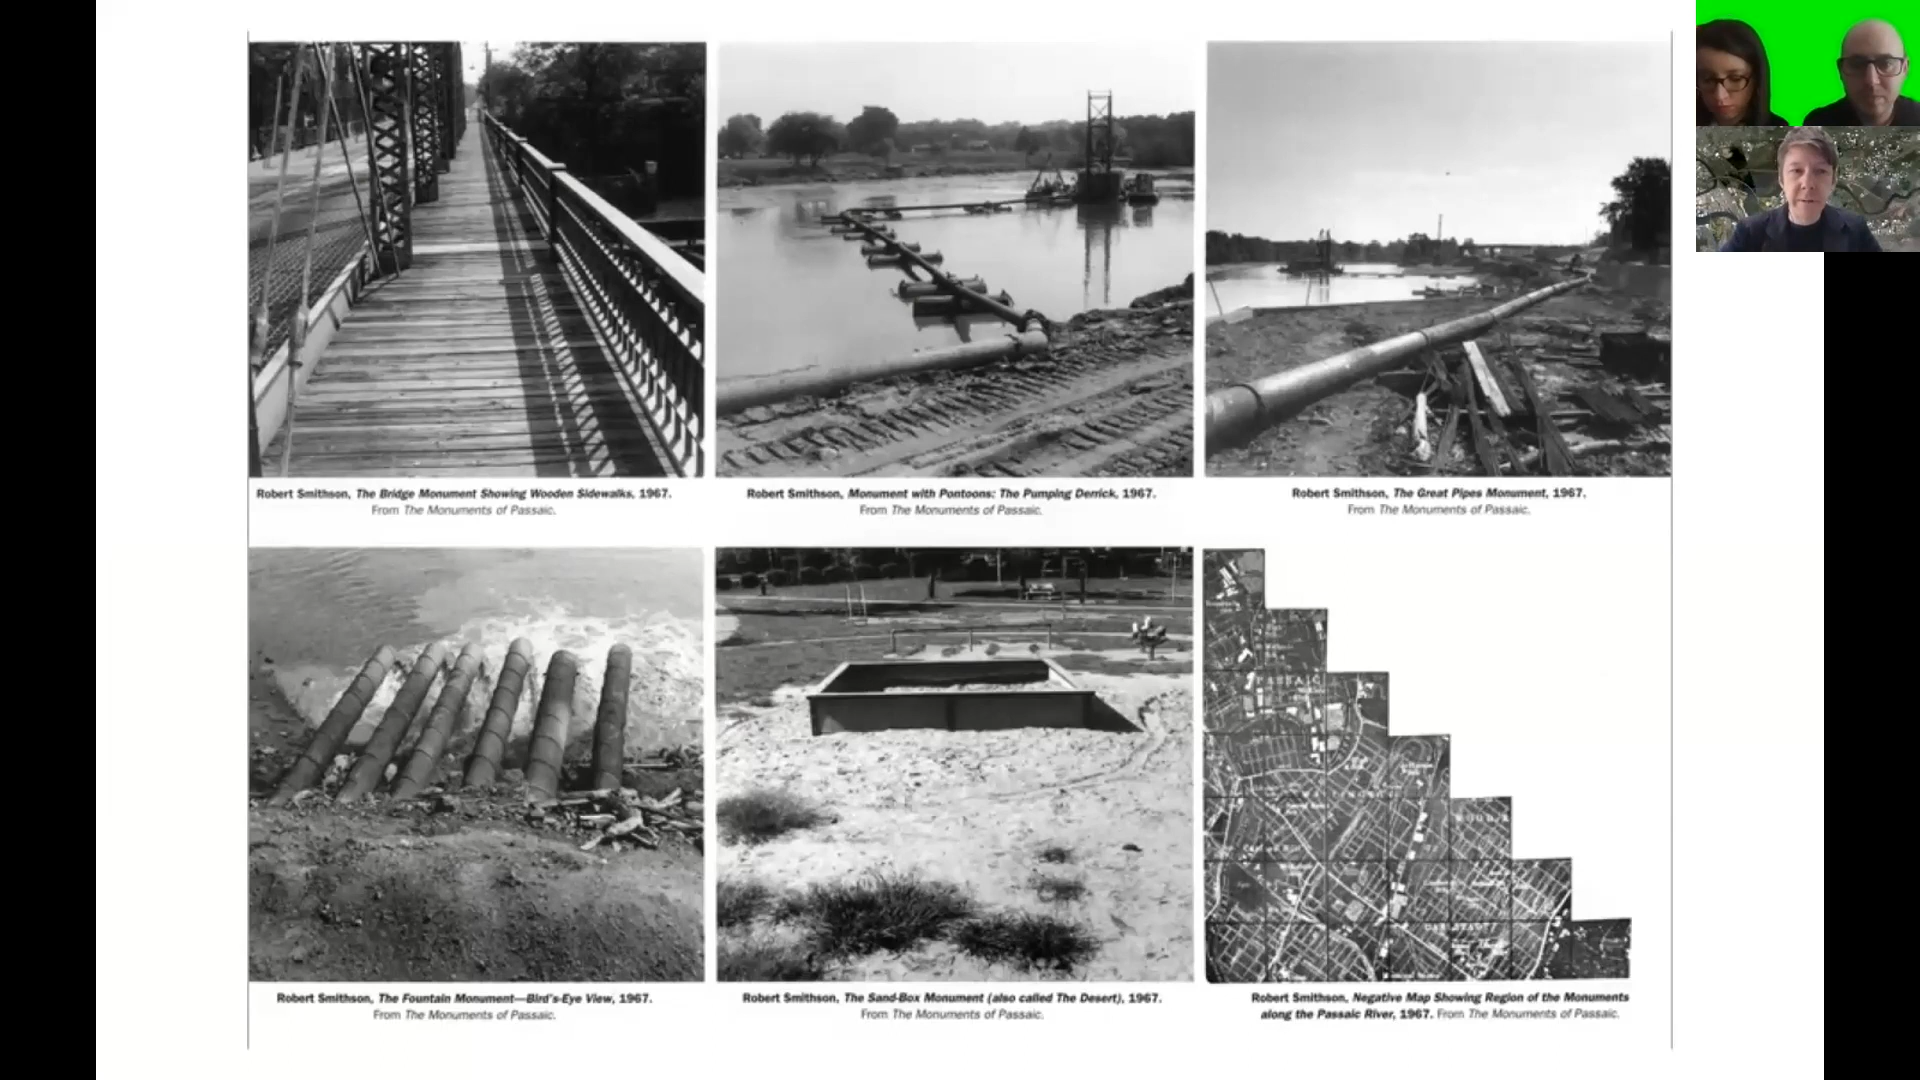 Robert Smithson, The Bridge Monument Showing Wooden Sidewalks, 1967.
From The Monuments of Passaic.
Robert Smithson, Monument with Pontoons: The Pumping Derrick, 1967.
From The Monuments of Passaic.
Robert Smithson, The Great Pipes Monument, 1967.
From The Monuments of Passaic.
PASSAIC
CARLSTADT
Robert Smithson, The Fountain Monument—Bird's-Eye View, 1967.
From The Monuments of Passaic.
Robert Smithson, The Sand-Box Monument (also called The Desert), 1967.
From The Monuments of Passaic.
Robert Smithson, Negative Map Showing Region of the Monuments
along the Passaic River, 1967. From The Monuments of Passaic.